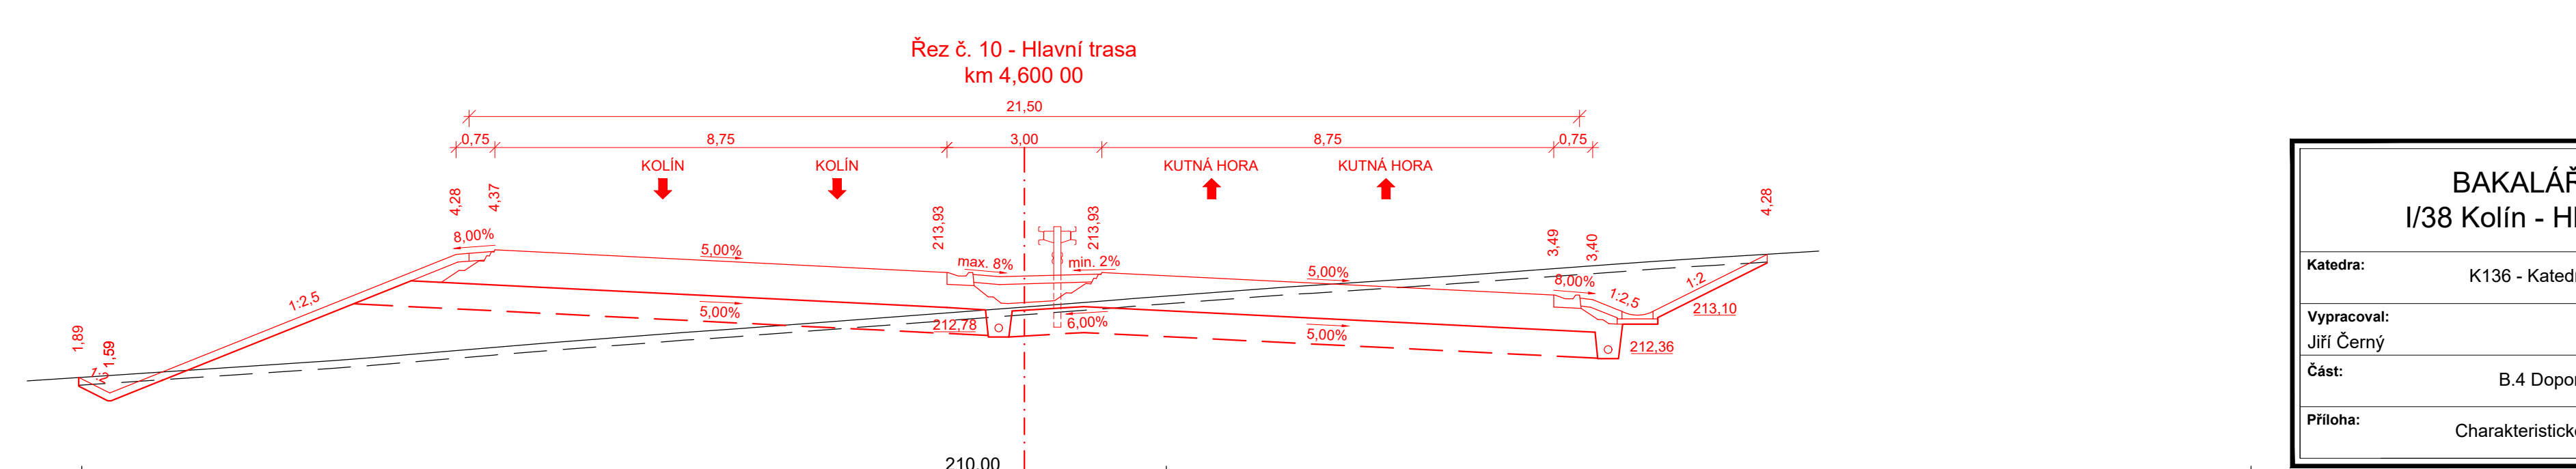 Řez č. 10 - Hlavní trasa
km 4,600 00
21,50
0,75 8,75 3,00 8,75 0,75
KOLÍN KOLÍN KUTNÁ HORA KUTNÁ HORA
4,28 4,37 213,93 213,93 3,49 3,40 4,28
8,00% 5,00% max. 8% min. 2% 5,00% 8,00% 1:2,5 1:2
1:2,5 5,00% 212,78 6,00% 5,00% 213,10
212,36
1,89 1,59
1:2
210,00
BAKALÁŘ
I/38 Kolín - Hl
Katedra:
K136 - Kated
Vypracoval:
Jiří Černý
Část:
B.4 Dopor
Příloha:
Charakteristick